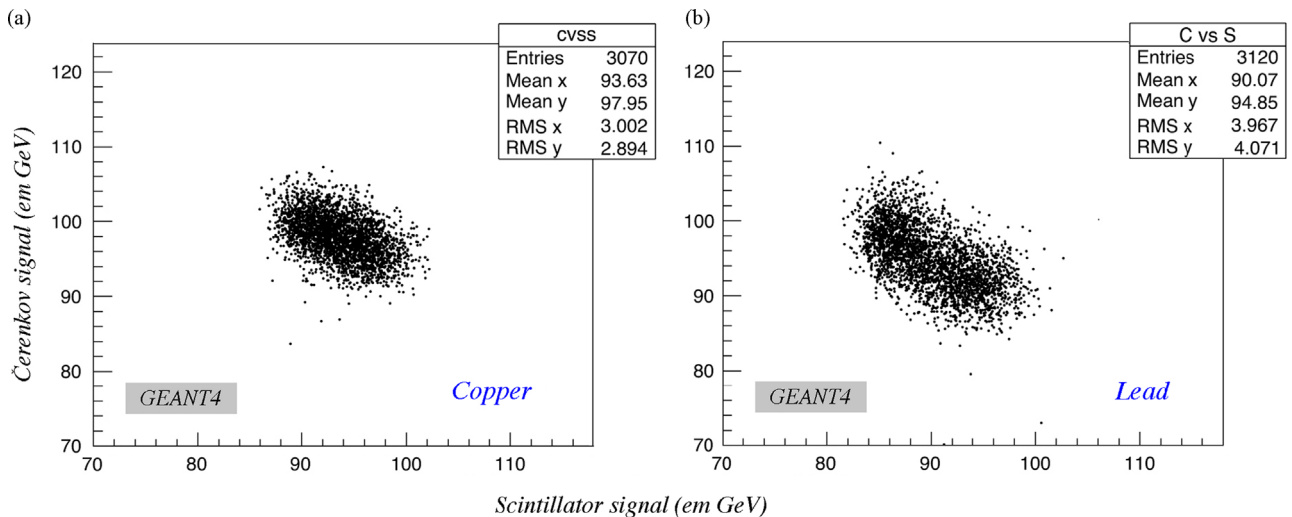 (a)
cvss
Entries 3070
Mean x 93.63
Mean y 97.95
RMS x 3.002
RMS y 2.894
120
110
100
90
80
70
70 80 90 100 110
GEANT4
Copper
Čerenkov signal (em GeV)
(b)
C vs S
Entries 3120
Mean x 90.07
Mean y 94.85
RMS x 3.967
RMS y 4.071
120
110
100
90
80
70
70 80 90 100 110
GEANT4
Lead
Scintillator signal (em GeV)